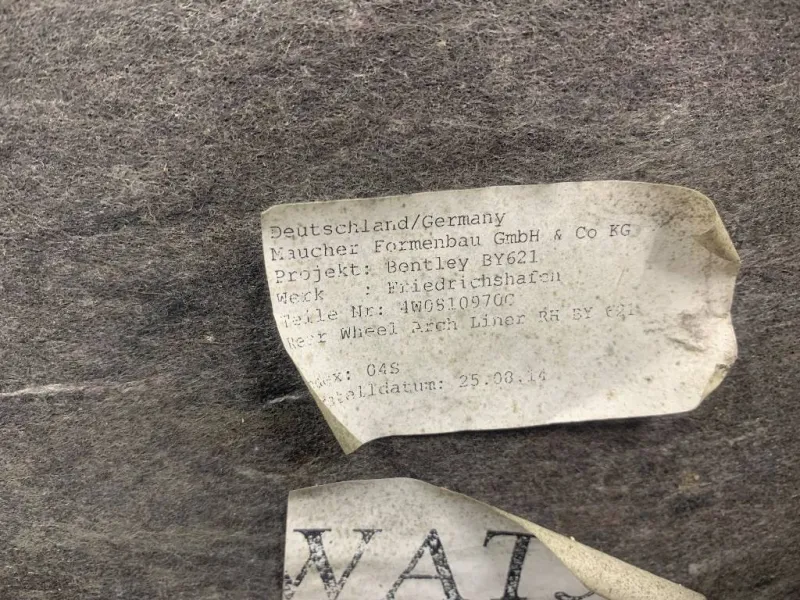 Deutschland/Germany
Maucher Formenbau GmbH & Co KG
Projekt: Bentley BY621
Werk : Friedrichshafen
Teile Nr: 4W0810970C
Rear Wheel Arch Liner RH BY 621
Index: 04S
25.08.14
WAT